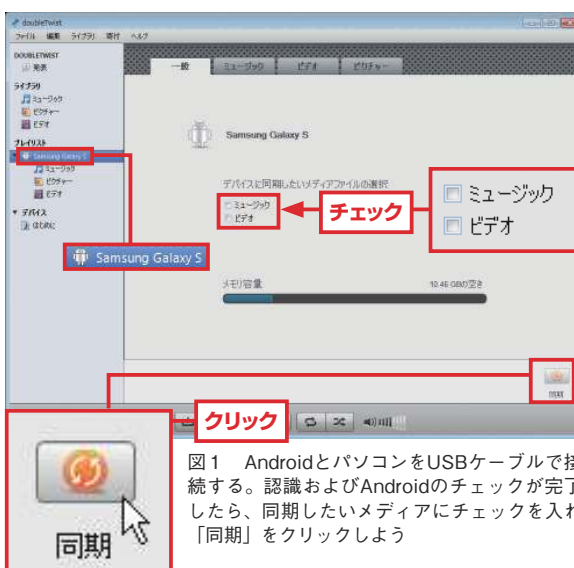 doubleTwist
ファイル 編集 ライブラリ 寄付 ヘルプ
DOUBLETWIST
発表
ライブラリ
ミュージック
ピクチャー
ビデオ
プレイリスト
Samsung Galaxy S
ミュージック
ピクチャー
ビデオ
デバイス
はじめに
一般 ミュージック ビデオ ピクチャー
Samsung Galaxy S
デバイスに同期したいメディアファイルの選択
ミュージック
ビデオ
チェック
ミュージック
ビデオ
Samsung Galaxy S
メモリ容量 10.46 GBの空き
同期
クリック
同期
図1 AndroidとパソコンをUSBケーブルで接
続する。認識およびAndroidのチェックが完了
したら、同期したいメディアにチェックを入れ
「同期」をクリックしよう